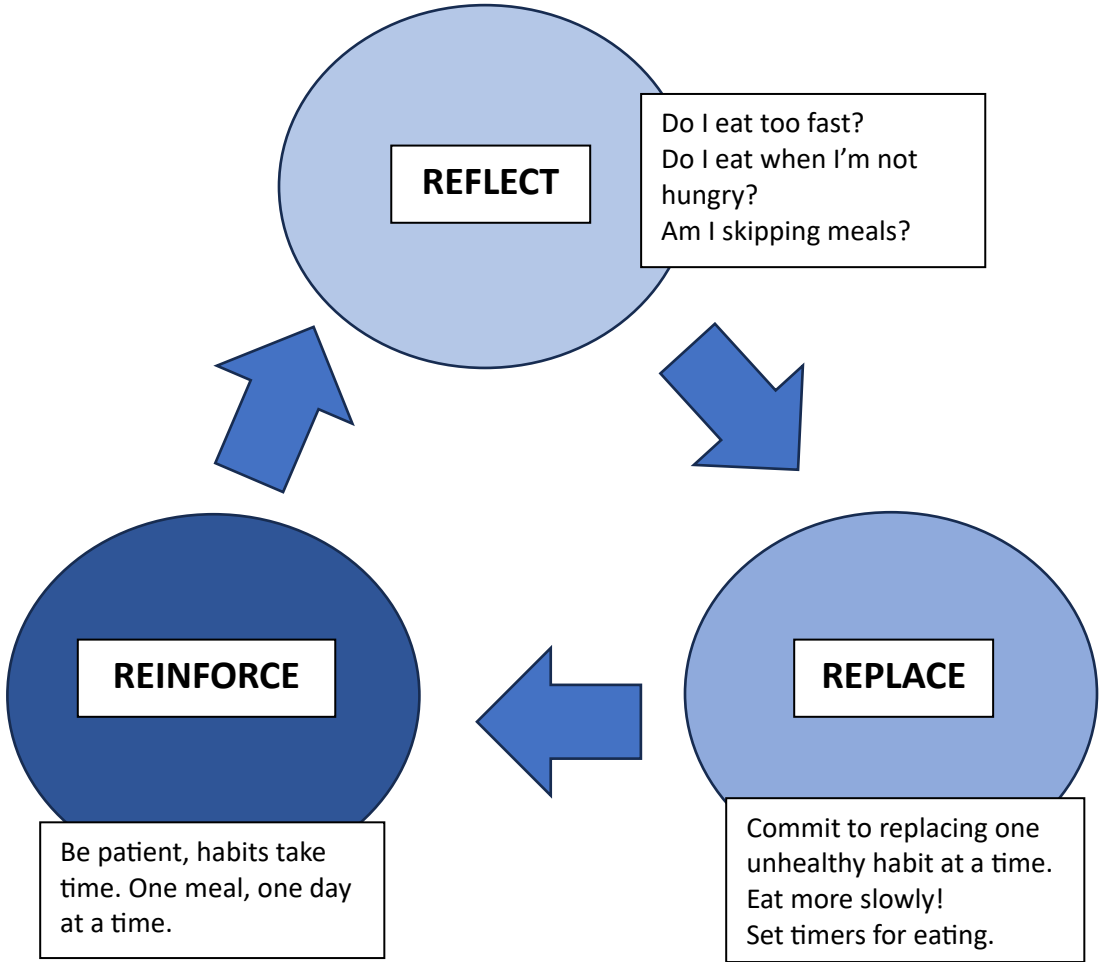 REFLECT
Do I eat too fast?
Do I eat when I’m not
hungry?
Am I skipping meals?
REPLACE
Commit to replacing one
unhealthy habit at a time.
Eat more slowly!
Set timers for eating.
REINFORCE
Be patient, habits take
time. One meal, one day
at a time.